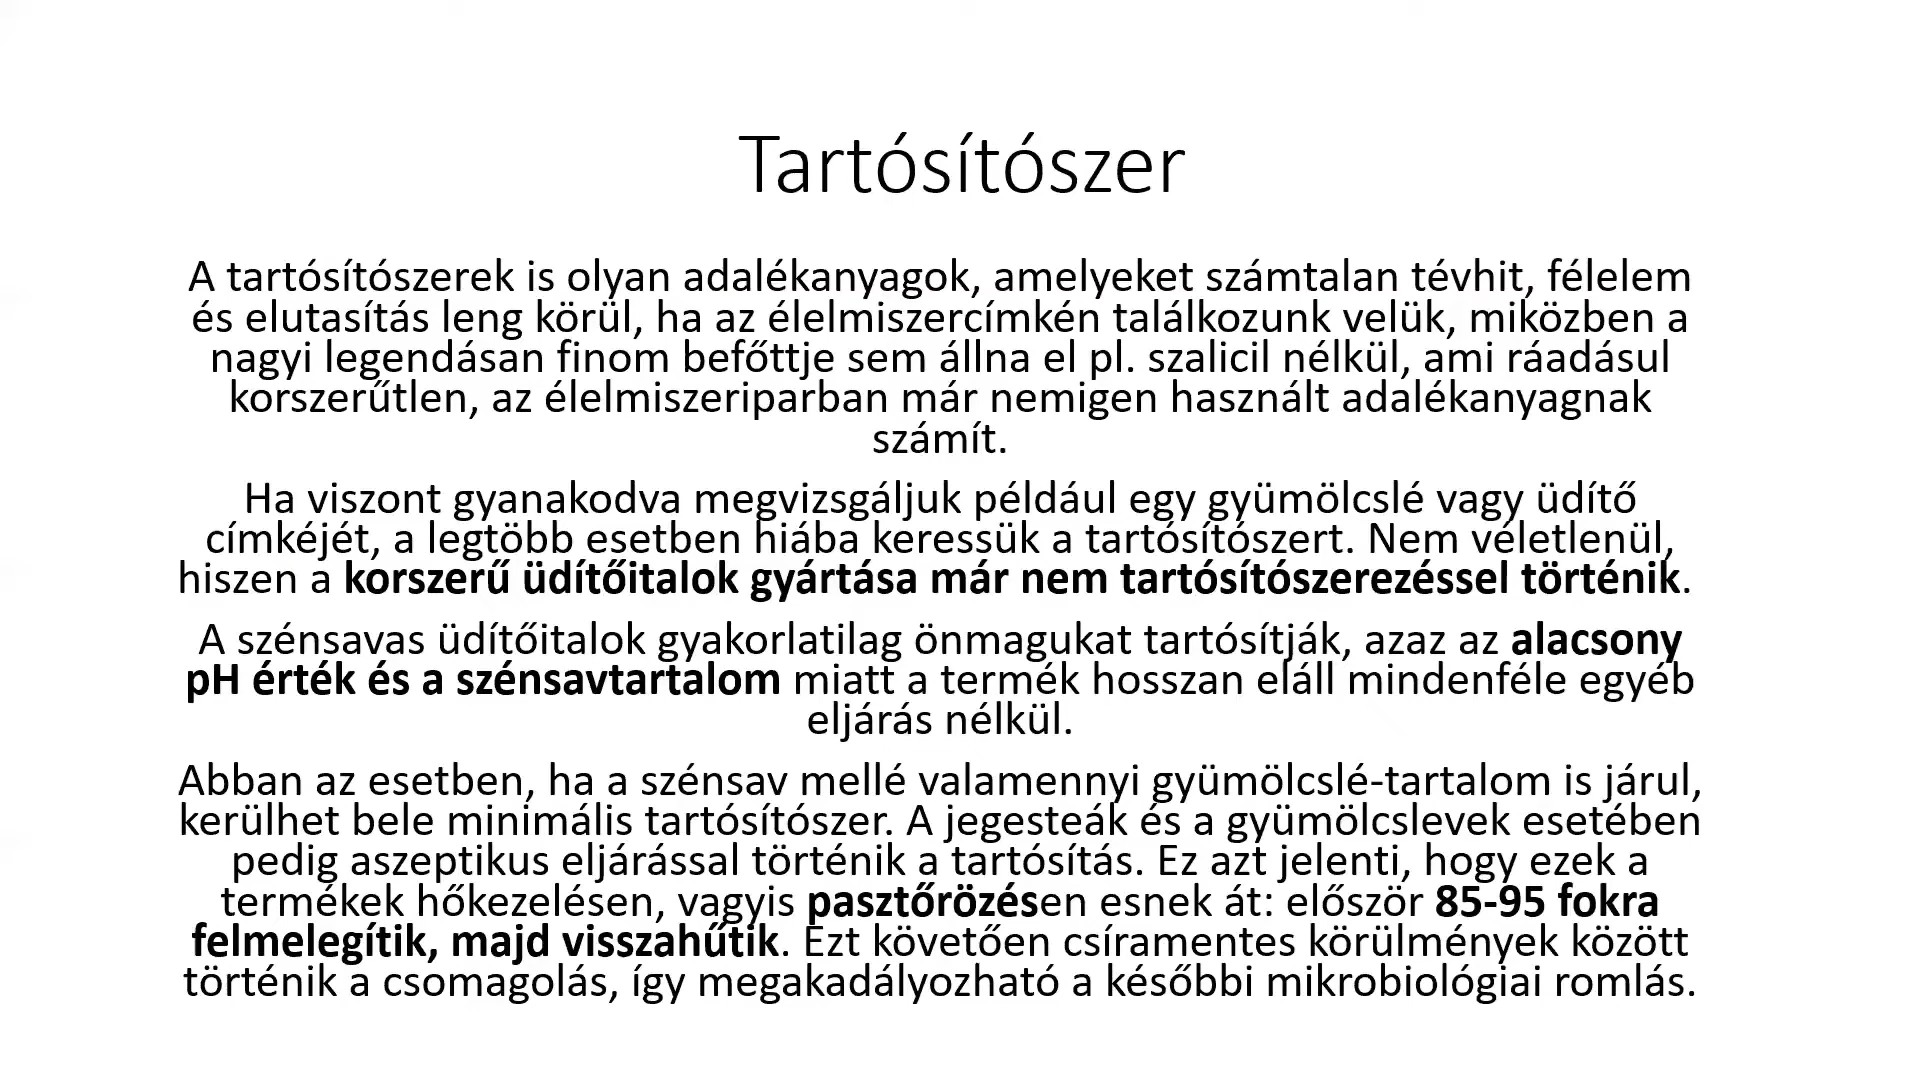 Tartósítószer
A tartósítószerek is olyan adalékanyagok, amelyeket számtalan tévhit, félelem
és elutasítás leng körül, ha az élelmiszercímkén találkozunk velük, miközben a
nagyi legendásan finom befőttje sem állna el pl. szalicil nélkül, ami ráadásul
korszerűtlen, az élelmiszeriparban már nemigen használt adalékanyagnak
számít.
Ha viszont gyanakodva megvizsgáljuk például egy gyümölcslé vagy üdítő
címkéjét, a legtöbb esetben hiába keressük a tartósítószert. Nem véletlenül,
hiszen a korszerű üdítőitalok gyártása már nem tartósítószerezéssel történik.
A szénsavas üdítőitalok gyakorlatilag önmagukat tartósítják, azaz az alacsony
pH érték és a szénsavtartalom miatt a termék hosszan eláll mindenféle egyéb
eljárás nélkül.
Abban az esetben, ha a szénsav mellé valamennyi gyümölcslé-tartalom is járul,
kerülhet bele minimális tartósítószer. A jegesteák és a gyümölcslevek esetében
pedig aszeptikus eljárással történik a tartósítás. Ez azt jelenti, hogy ezek a
termékek hőkezelésen, vagyis pasztőrözésen esnek át: először 85-95 fokra
felmelegítik, majd visszahűtik. Ezt követően csíramentes körülmények között
történik a csomagolás, így megakadályozható a későbbi mikrobiológiai romlás.